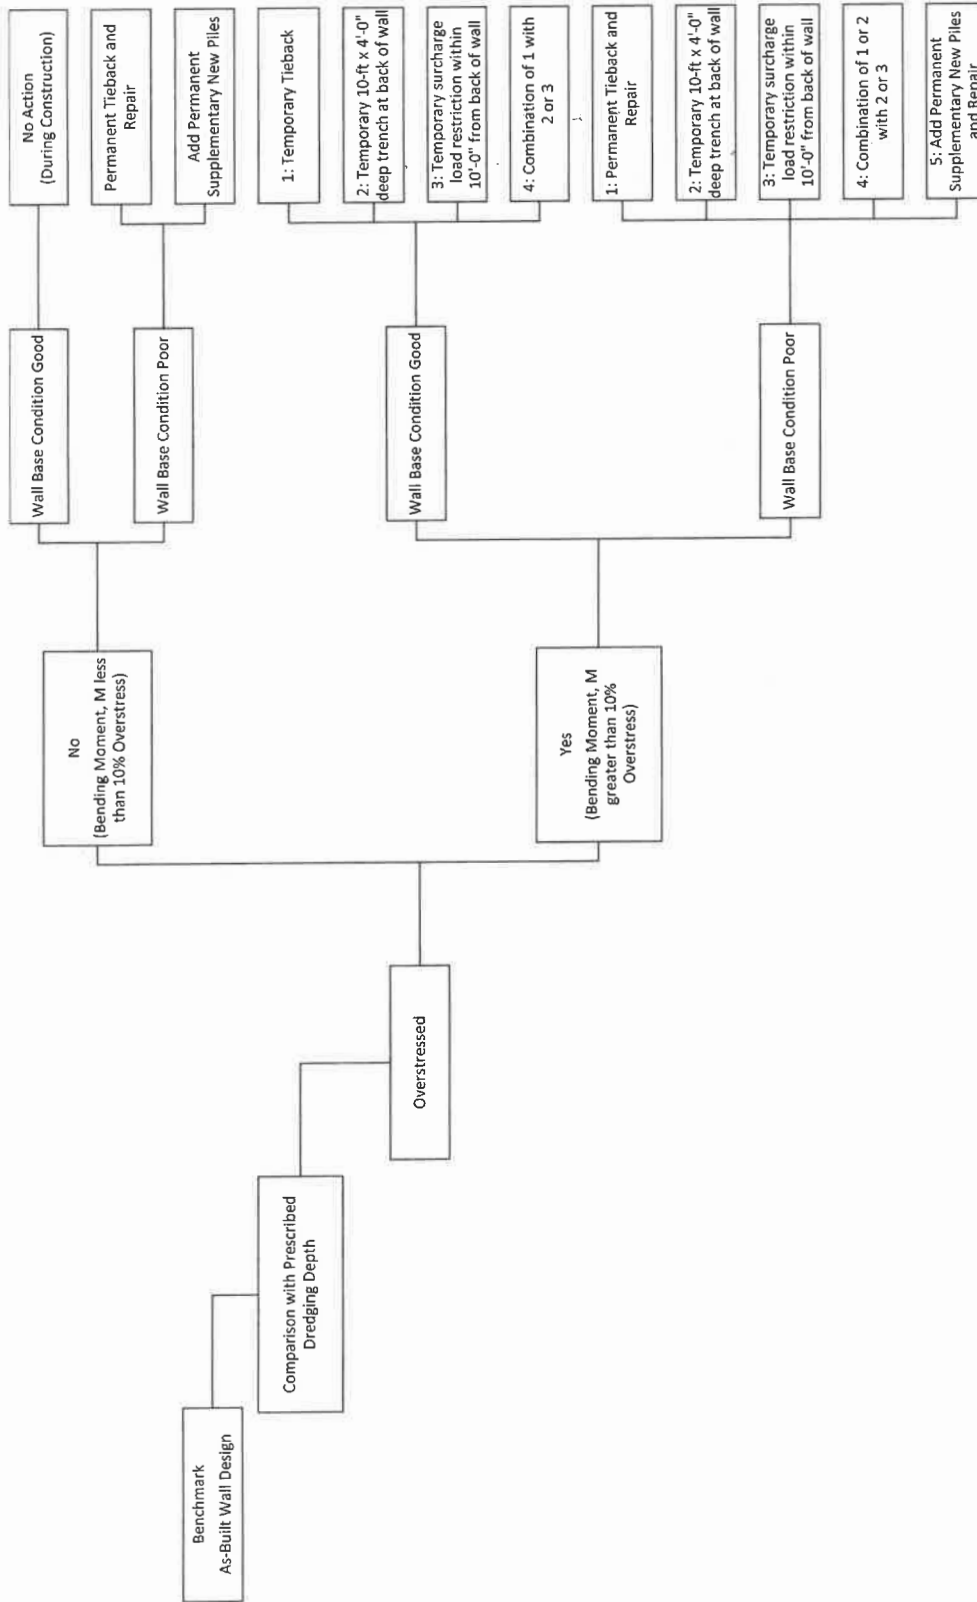 Benchmark
As-Built Wall Design
Comparison with Prescribed
Dredging Depth
Overstressed
No
(Bending Moment, M less
than 10% Overstress)
Yes
(Bending Moment, M
greater than 10%
Overstress)
Wall Base Condition Good
Wall Base Condition Poor
Wall Base Condition Good
Wall Base Condition Poor
No Action
(During Construction)
Permanent Tieback and
Repair
Add Permanent
Supplementary New Piles
1: Temporary Tieback
2: Temporary 10-ft x 4'-0"
deep trench at back of wall
3: Temporary surcharge
load restriction within
10'-0" from back of wall
4: Combination of 1 with
2 or 3
1: Permanent Tieback and
Repair
2: Temporary 10-ft x 4'-0"
deep trench at back of wall
3: Temporary surcharge
load restriction within
10'-0" from back of wall
4: Combination of 1 or 2
with 2 or 3
5: Add Permanent
Supplementary New Piles
and Repair